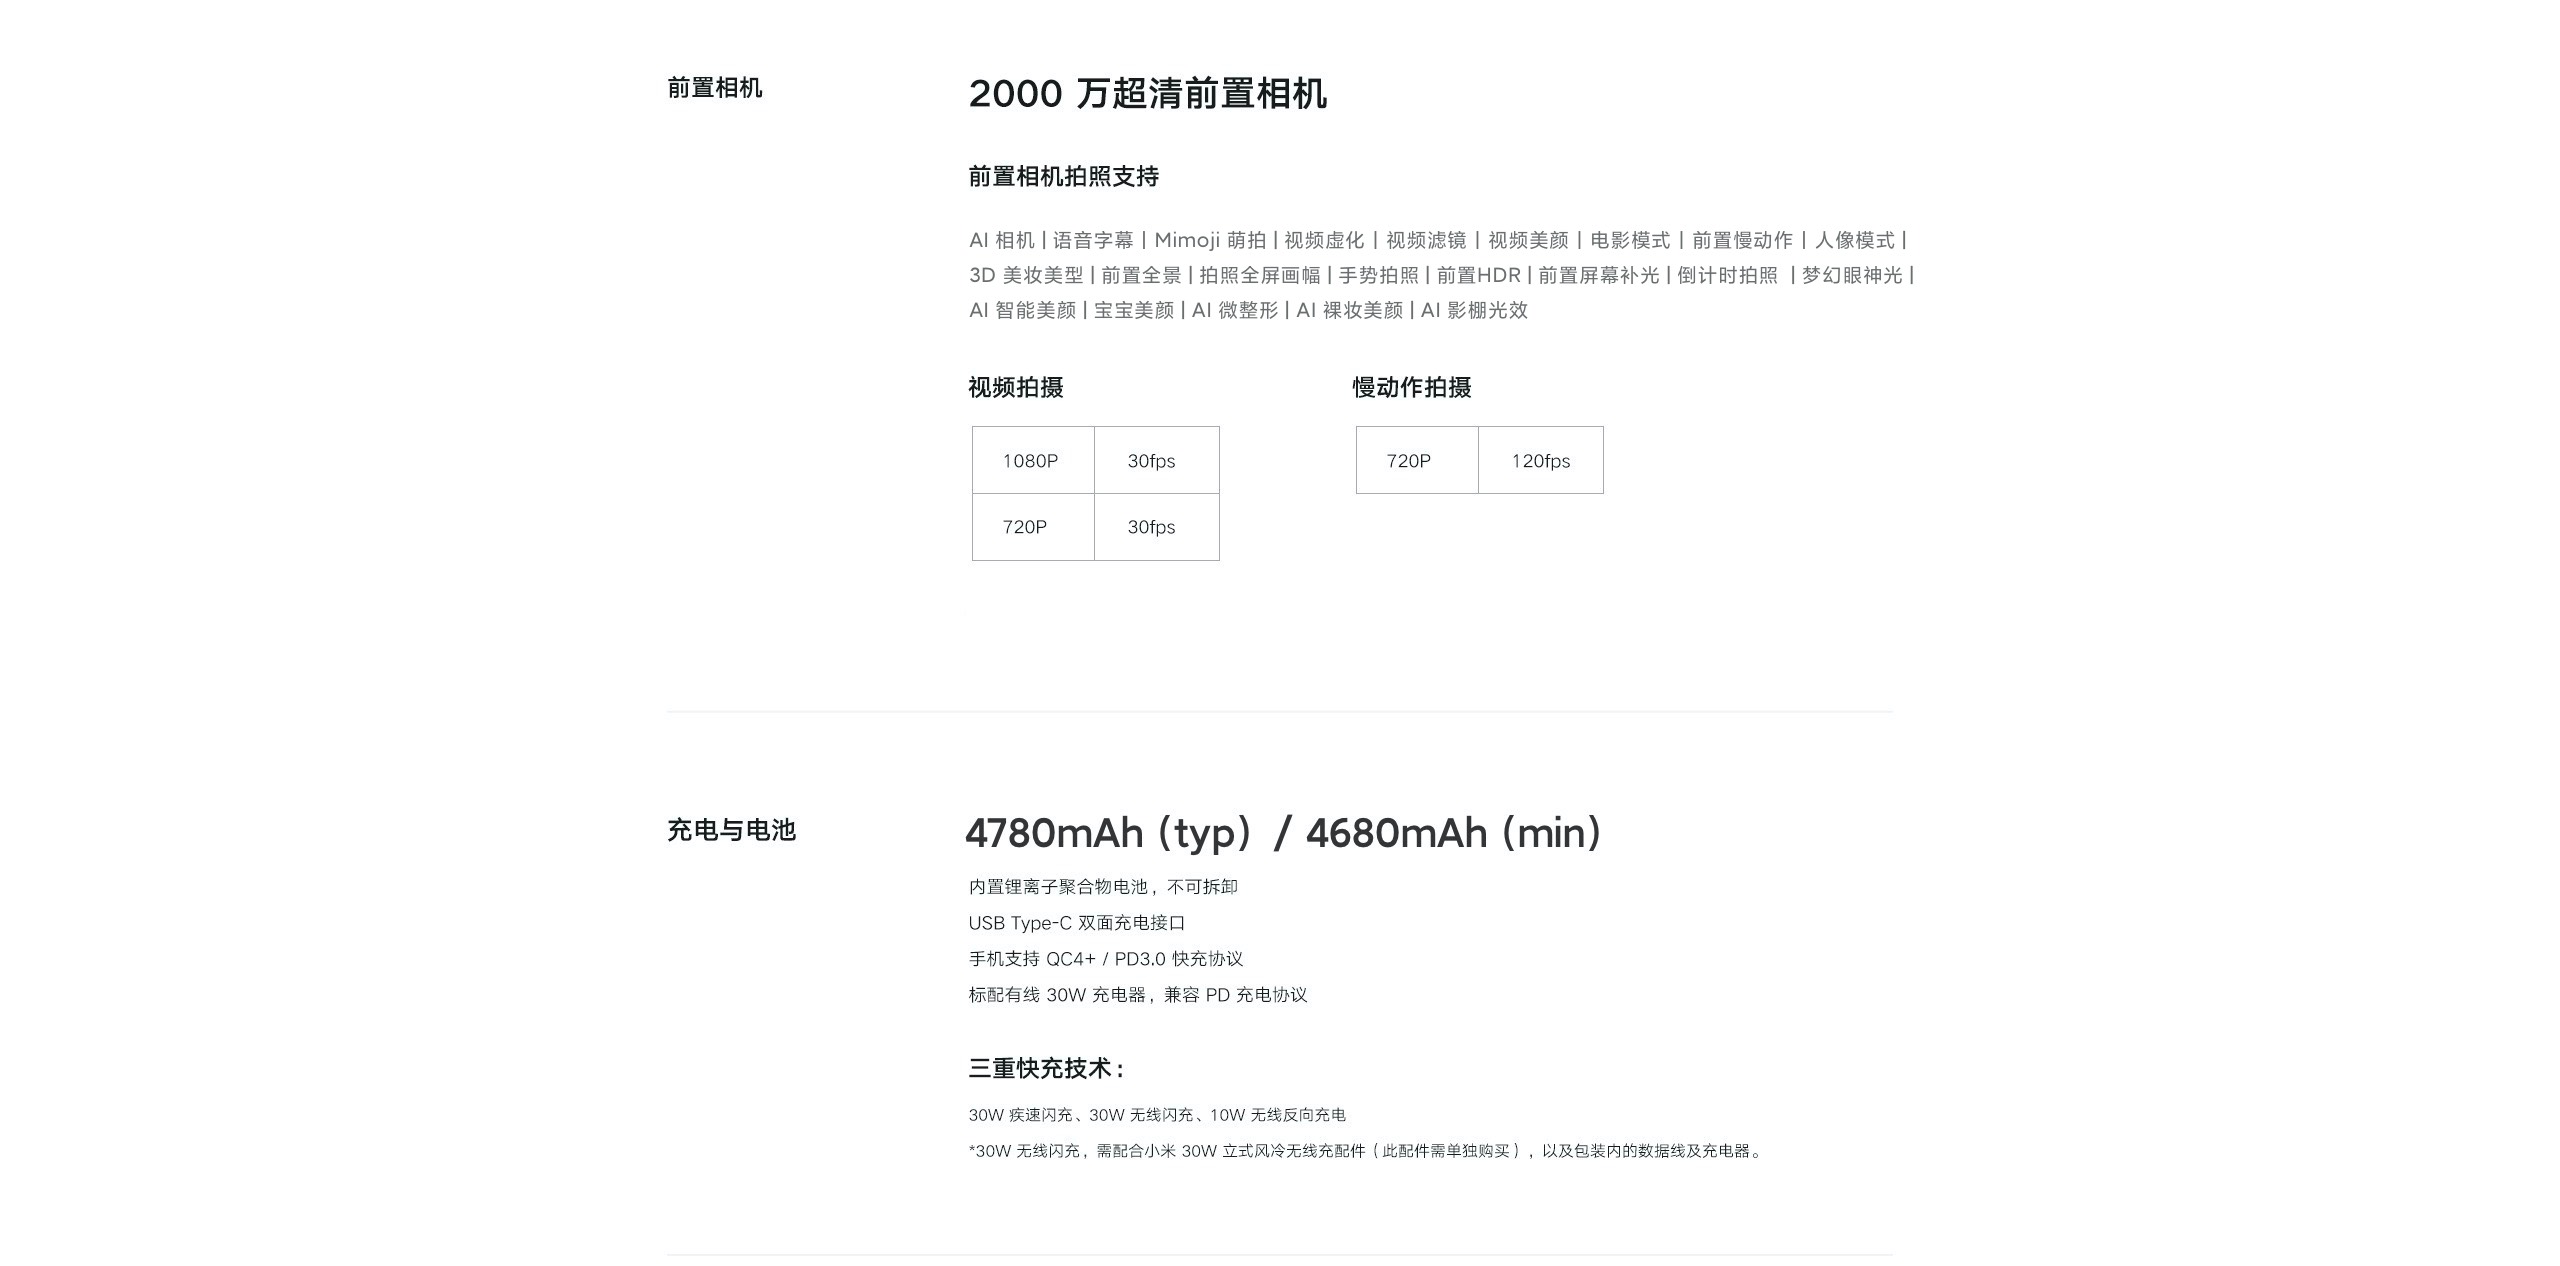 前置相机
2000 万超清前置相机
前置相机拍照支持
AI 相机 | 语音字幕 | Mimoji 萌拍 | 视频虚化 | 视频滤镜 | 视频美颜 | 电影模式 | 前置慢动作 | 人像模式 |
3D 美妆美型 | 前置全景 | 拍照全屏画幅 | 手势拍照 | 前置HDR | 前置屏幕补光 | 倒计时拍照 | 梦幻眼神光 |
AI 智能美颜 | 宝宝美颜 | AI 微整形 | AI 裸妆美颜 | AI 影棚光效
视频拍摄
1080P 30fps
720P 30fps
慢动作拍摄
720P 120fps
充电与电池
4780mAh (typ) / 4680mAh (min)
内置锂离子聚合物电池，不可拆卸
USB Type-C 双面充电接口
手机支持 QC4+ / PD3.0 快充协议
标配有线 30W 充电器，兼容 PD 充电协议
三重快充技术：
30W 疾速闪充、30W 无线闪充、10W 无线反向充电
*30W 无线闪充，需配合小米 30W 立式风冷无线充配件（此配件需单独购买），以及包装内的数据线及充电器。